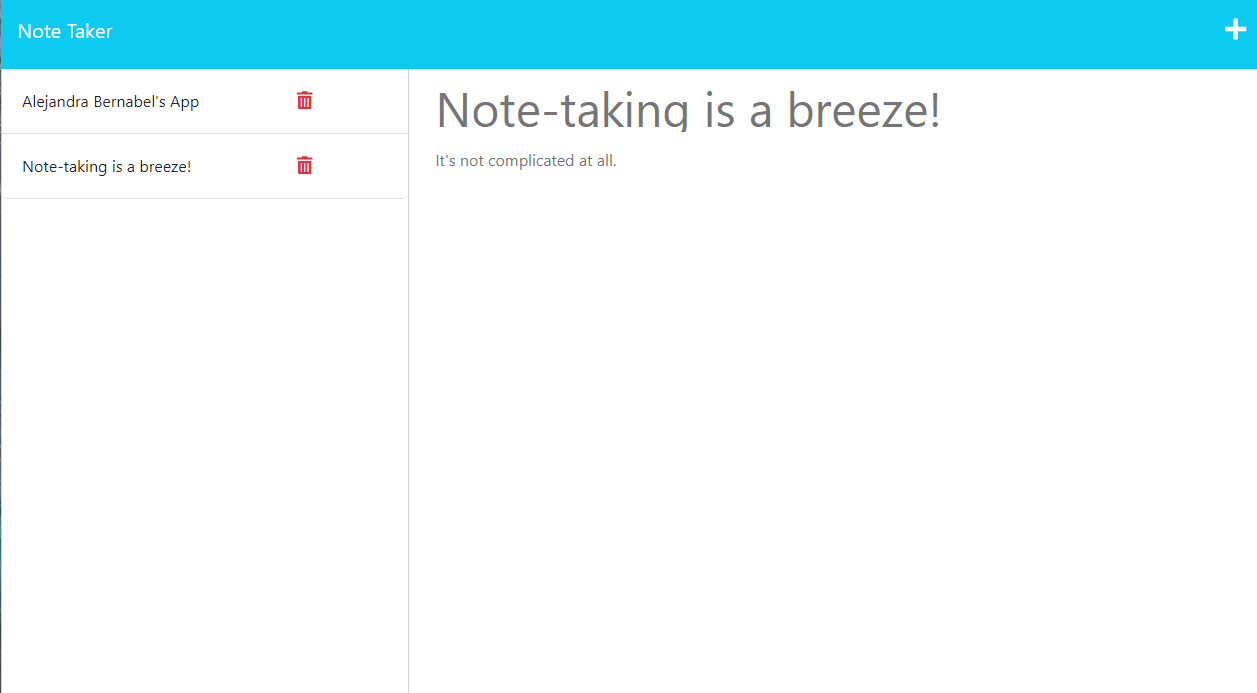 Note Taker
Alejandra Bernabel's App
Note-taking is a breeze!
Note-taking is a breeze!
It's not complicated at all.